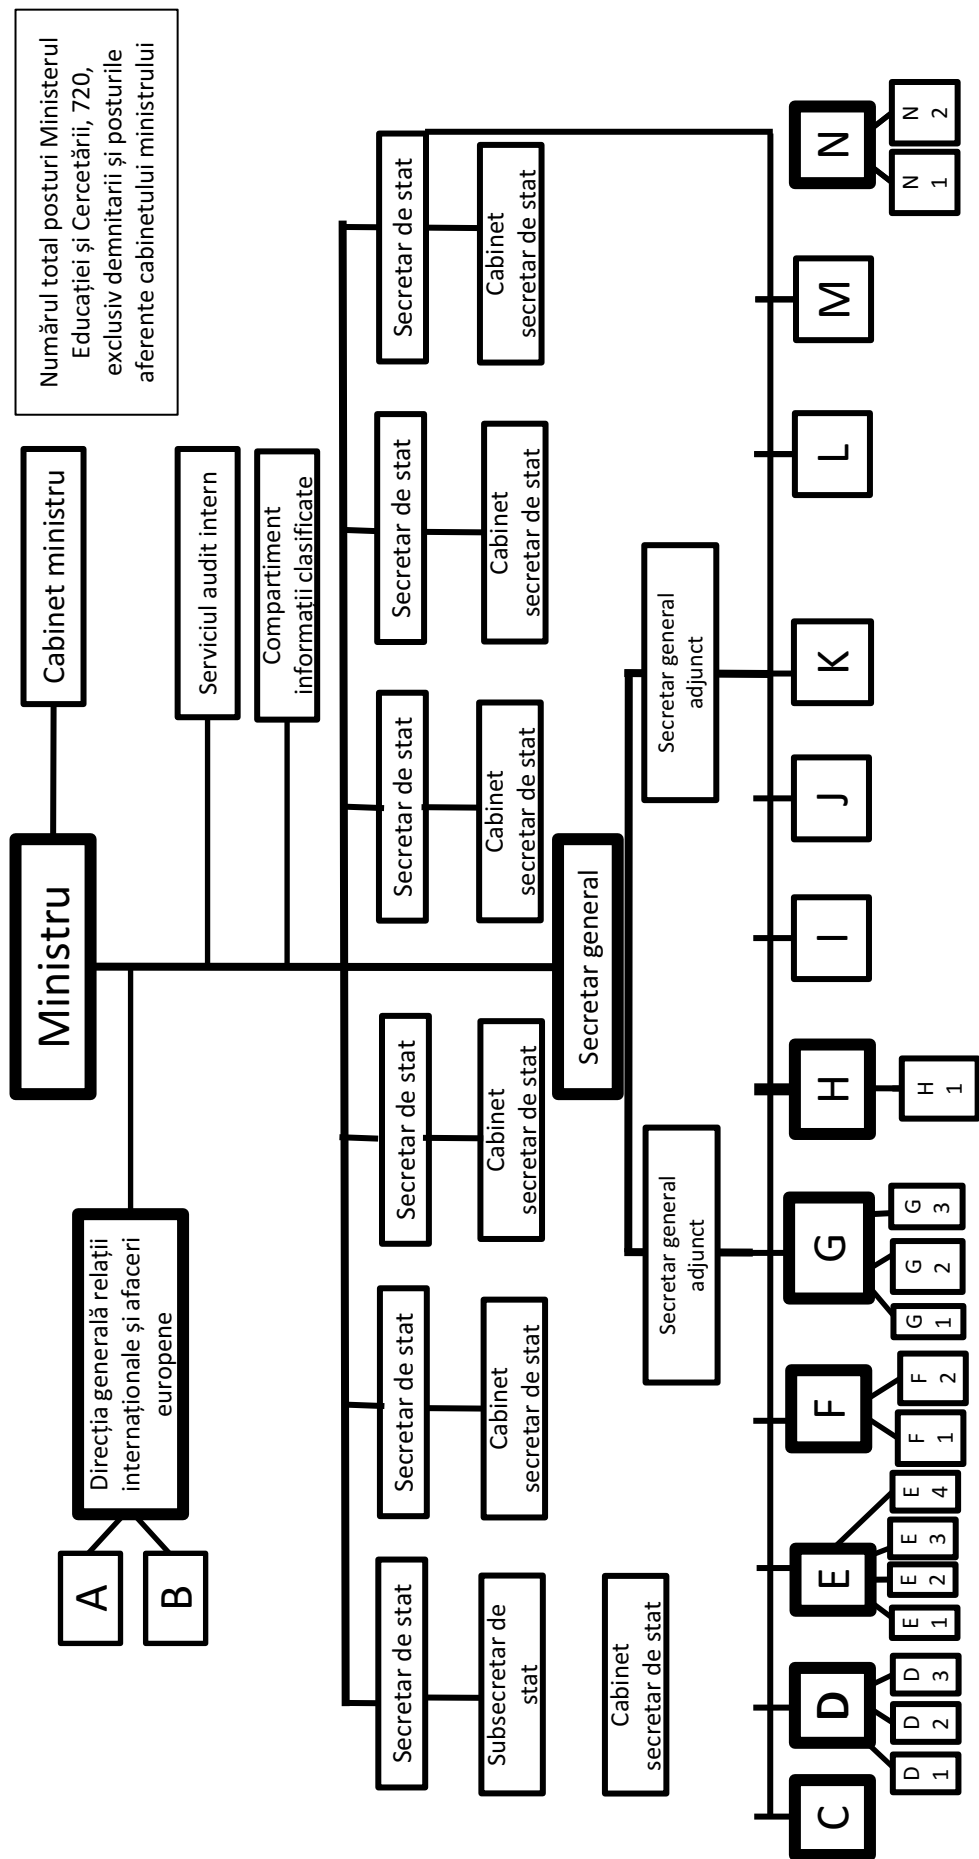 Numărul total posturi Ministerul
Educației și Cercetării, 720,
exclusiv demnitarii și posturile
aferente cabinetului ministrului
Ministru
Cabinet ministru
Direcția generală relații
internaționale și afaceri
europene
A
B
Serviciul audit intern
Compartiment
informații clasificate
Secretar de stat
Secretar de stat
Secretar de stat
Secretar de stat
Secretar de stat
Secretar de stat
Subsecretar de
stat
Cabinet
secretar de stat
Cabinet
secretar de stat
Cabinet
secretar de stat
Cabinet
secretar de stat
Cabinet
secretar de stat
Cabinet
secretar de stat
Secretar general
Secretar general
adjunct
Secretar general
adjunct
C
D
E
F
G
H
I
J
K
L
M
N
D
1
D
2
D
3
E
1
E
2
E
3
E
4
F
1
F
2
G
1
G
2
G
3
H
1
N
1
N
2